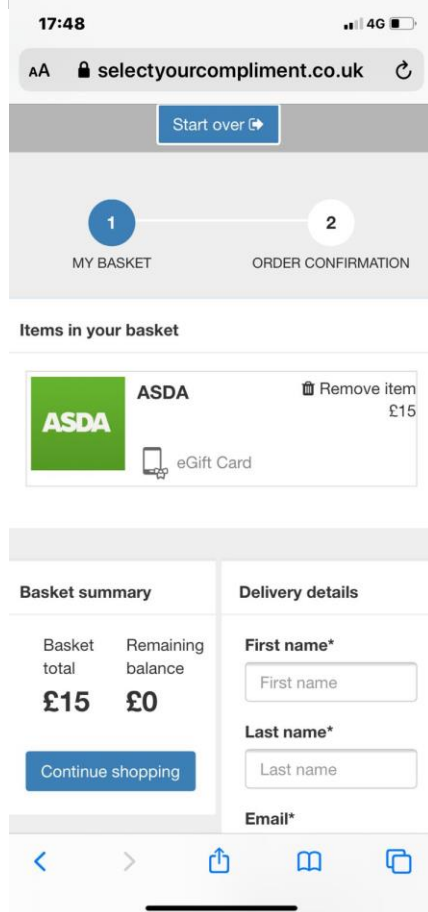 17:48
4G
AA selectyourcompliment.co.uk
Start over
1
2
MY BASKET
ORDER CONFIRMATION
Items in your basket
ASDA
ASDA
Remove item
£15
eGift Card
Basket summary
Basket total
£15
Remaining balance
£0
Continue shopping
Delivery details
First name*
First name
Last name*
Last name
Email*